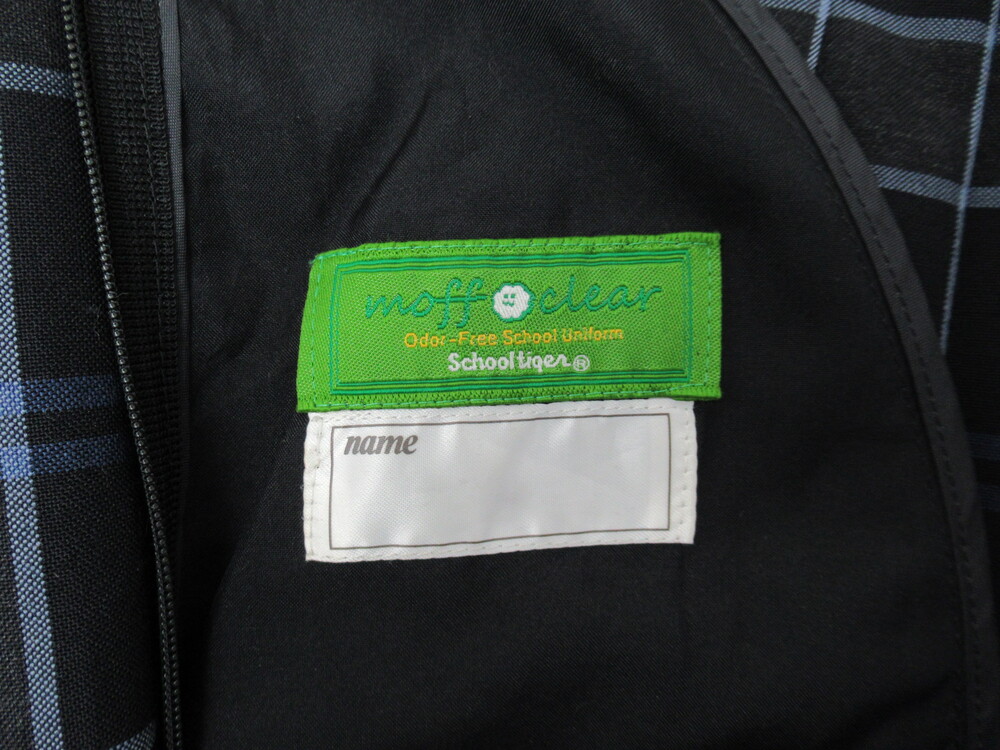 moff clear
Odor-Free School Uniform
Schooltiger®
name